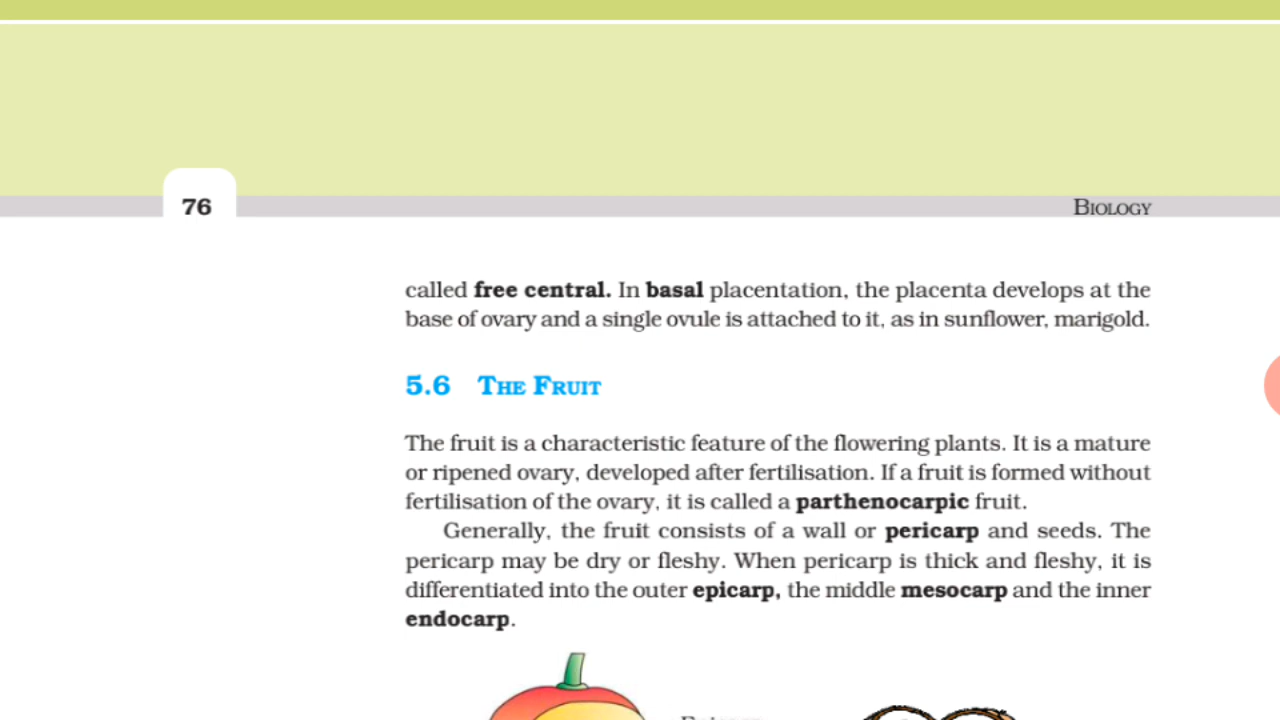 76
BIOLOGY
called free central. In basal placentation, the placenta develops at the
base of ovary and a single ovule is attached to it, as in sunflower, marigold.
5.6 THE FRUIT
The fruit is a characteristic feature of the flowering plants. It is a mature
or ripened ovary, developed after fertilisation. If a fruit is formed without
fertilisation of the ovary, it is called a parthenocarpic fruit.
Generally, the fruit consists of a wall or pericarp and seeds. The
pericarp may be dry or fleshy. When pericarp is thick and fleshy, it is
differentiated into the outer epicarp, the middle mesocarp and the inner
endocarp.